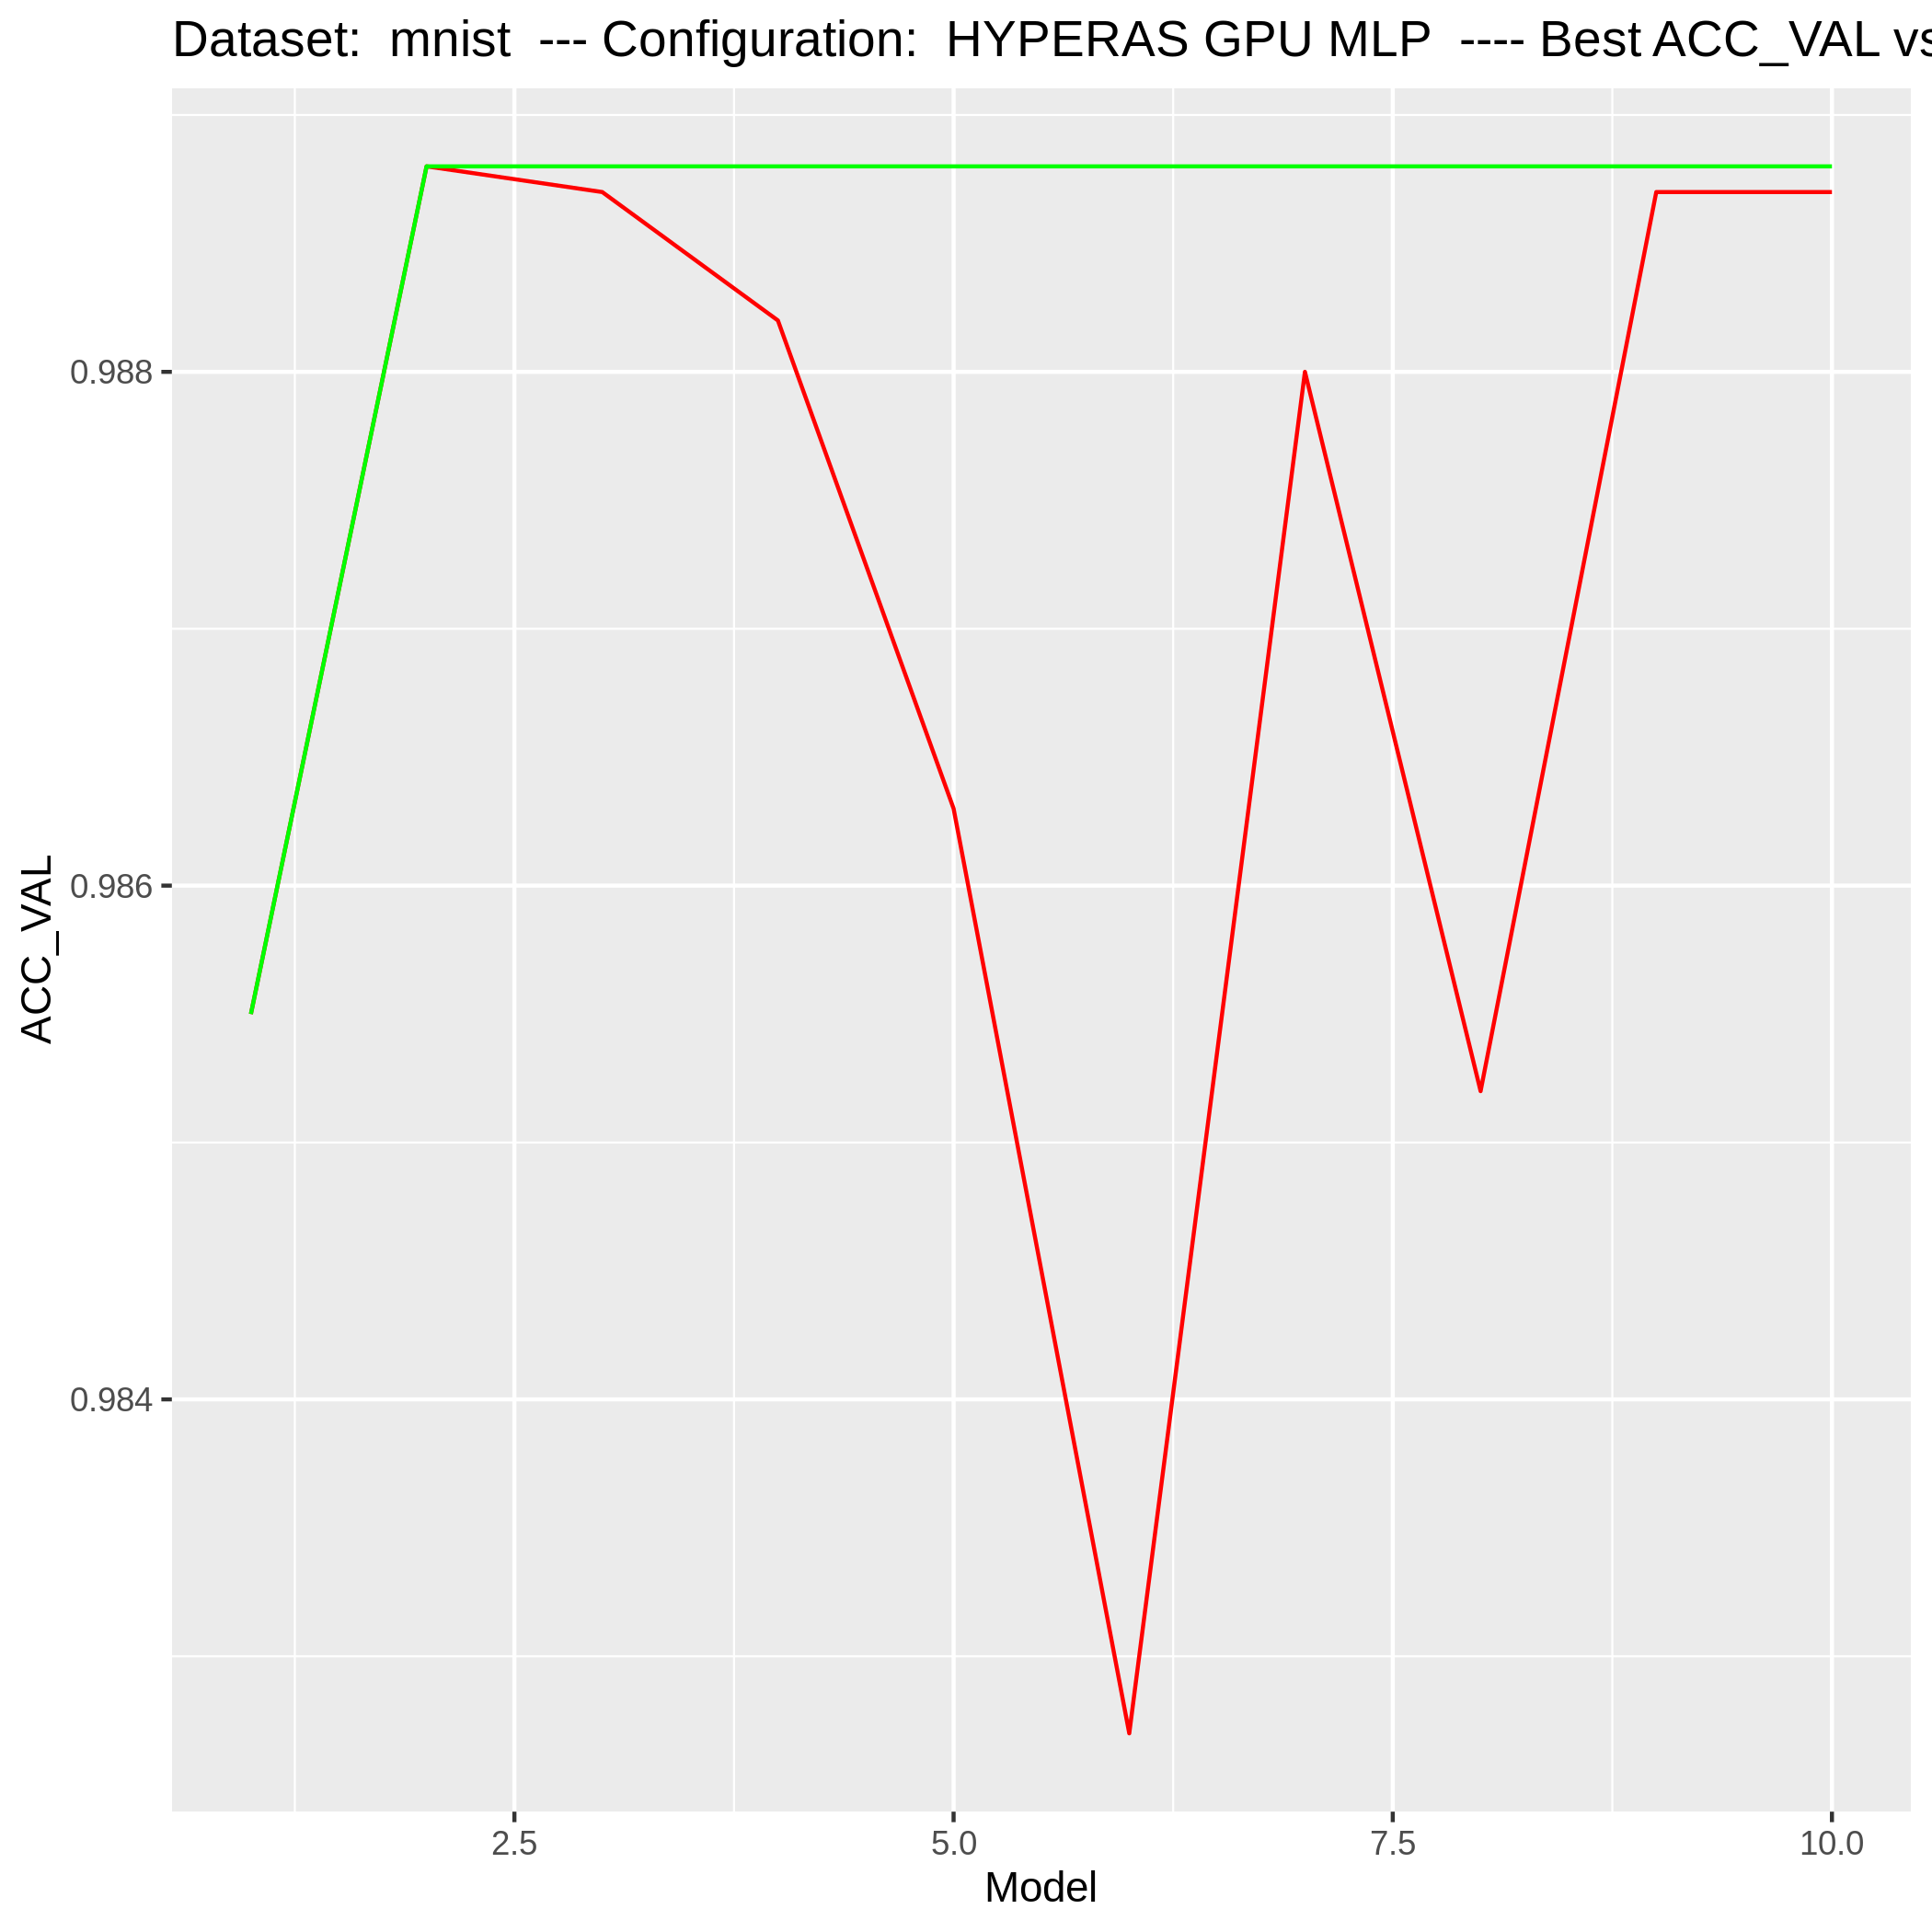 Dataset:  mnist  --- Configuration:  HYPERAS GPU MLP  ---- Best ACC_VAL vs
ACC_VAL
0.988
0.986
0.984
2.5 5.0 7.5 10.0
Model